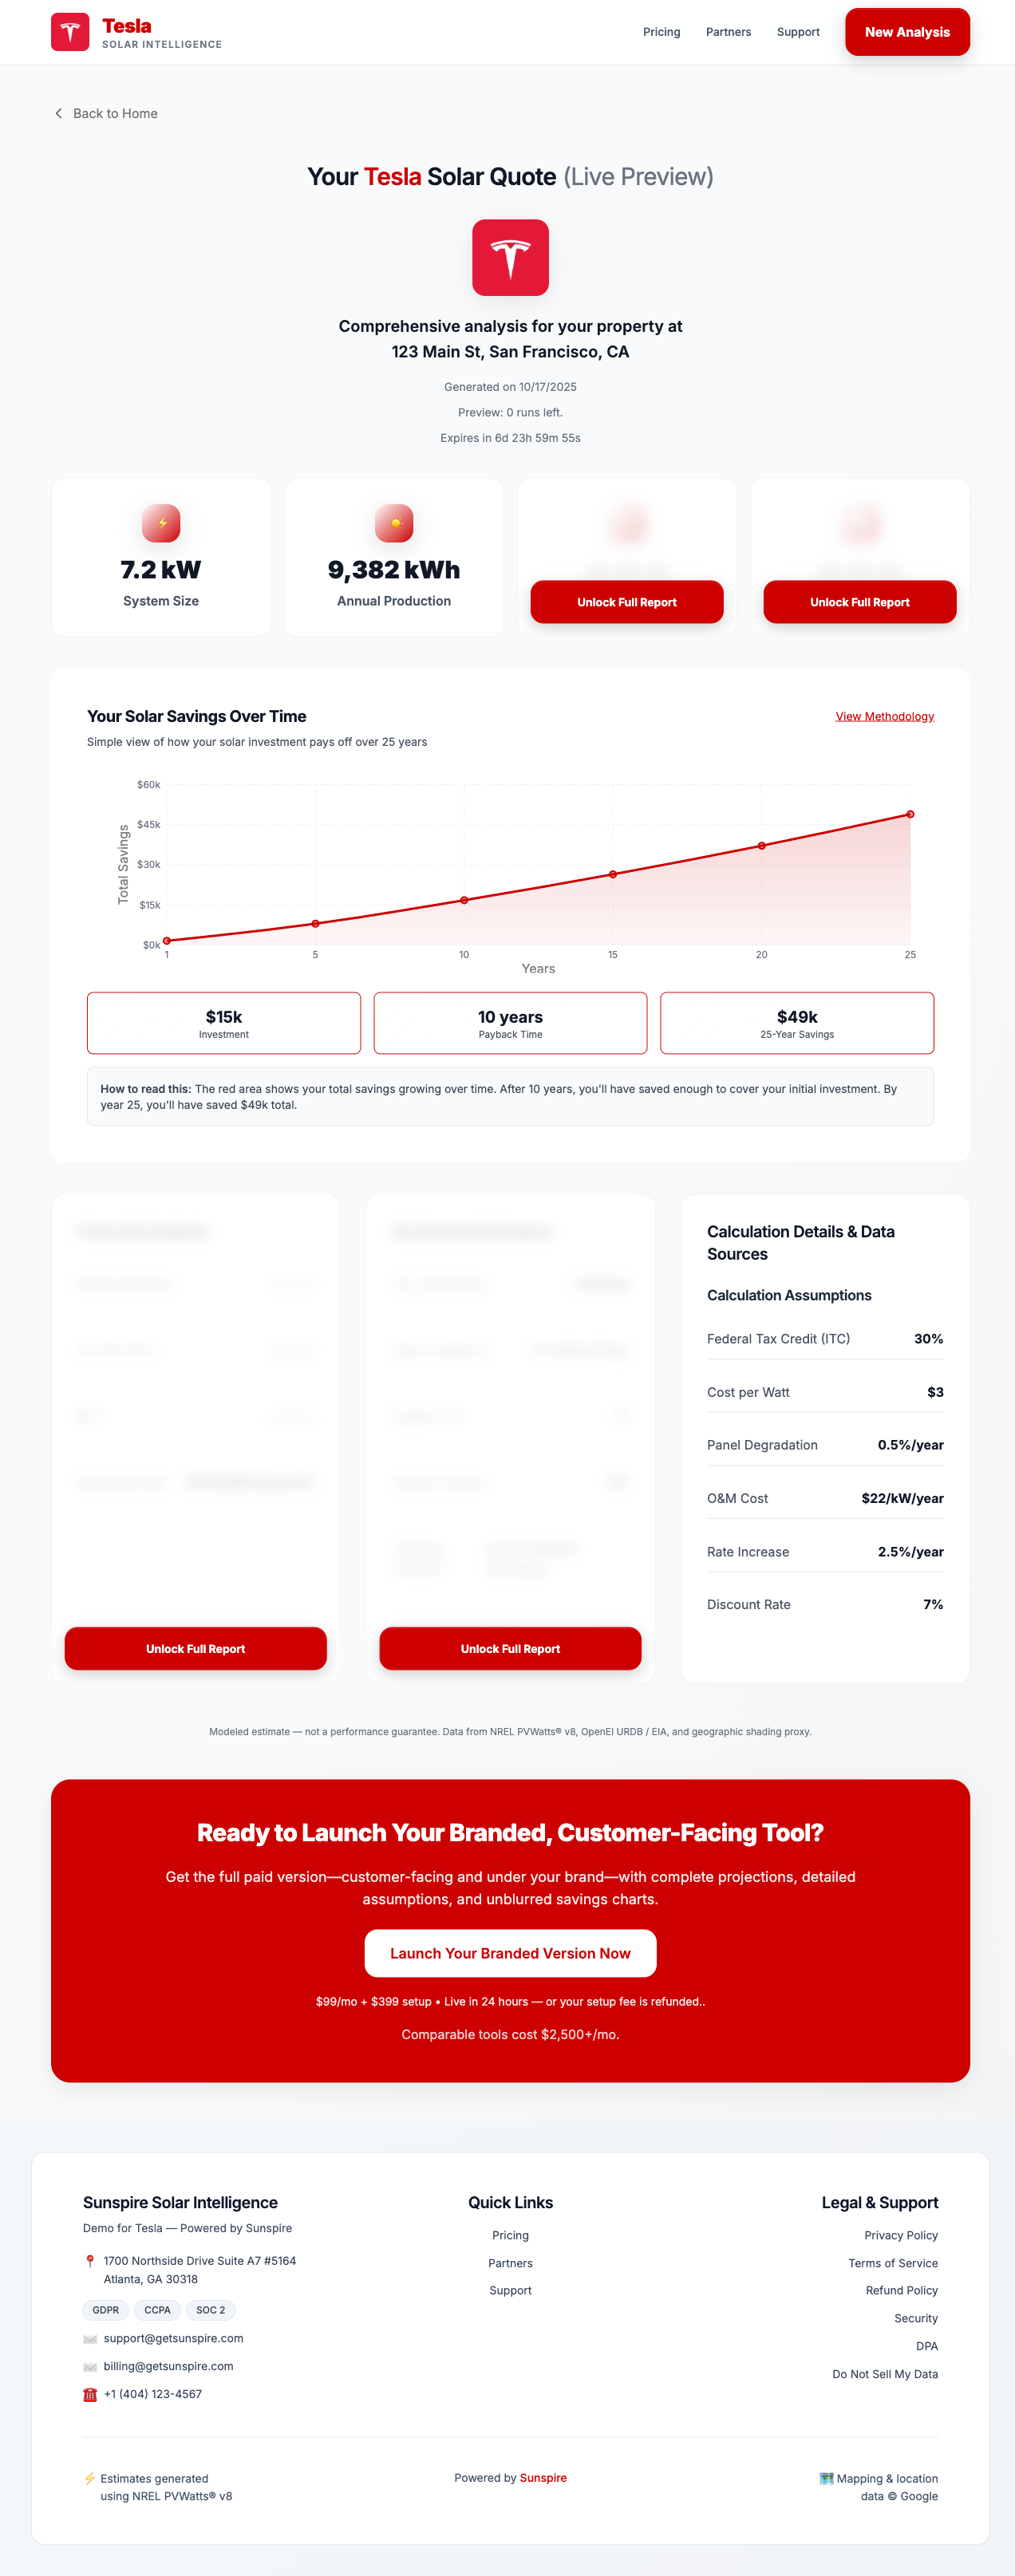 Tesla
SOLAR INTELLIGENCE
Pricing
Partners
Support
New Analysis
Back to Home
Your Tesla Solar Quote (Live Preview)
Comprehensive analysis for your property at
123 Main St, San Francisco, CA
Generated on 10/17/2025
Preview: 0 runs left.
Expires in 6d 23h 59m 55s
7.2 kW
System Size
9,382 kWh
Annual Production
Unlock Full Report
Unlock Full Report
Your Solar Savings Over Time
View Methodology
Simple view of how your solar investment pays off over 25 years
$60k
$45k
$30k
$15k
$0k
Total Savings
1
5
10
15
20
25
Years
$15k
Investment
10 years
Payback Time
$49k
25-Year Savings
How to read this: The red area shows your total savings growing over time. After 10 years, you'll have saved enough to cover your initial investment. By
year 25, you'll have saved $49k total.
Unlock Full Report
Unlock Full Report
Calculation Details & Data
Sources
Calculation Assumptions
Federal Tax Credit (ITC) 30%
Cost per Watt $3
Panel Degradation 0.5%/year
O&M Cost $22/kW/year
Rate Increase 2.5%/year
Discount Rate 7%
Modeled estimate — not a performance guarantee. Data from NREL PVWatts® v8, OpenEI URDB / EIA, and geographic shading proxy.
Ready to Launch Your Branded, Customer-Facing Tool?
Get the full paid version—customer-facing and under your brand—with complete projections, detailed
assumptions, and unblurred savings charts.
Launch Your Branded Version Now
$99/mo + $399 setup • Live in 24 hours — or your setup fee is refunded..
Comparable tools cost $2,500+/mo.
Sunspire Solar Intelligence
Demo for Tesla — Powered by Sunspire
1700 Northside Drive Suite A7 #5164
Atlanta, GA 30318
GDPR
CCPA
SOC 2
support@getsunspire.com
billing@getsunspire.com
+1 (404) 123-4567
Quick Links
Pricing
Partners
Support
Legal & Support
Privacy Policy
Terms of Service
Refund Policy
Security
DPA
Do Not Sell My Data
Estimates generated
using NREL PVWatts® v8
Powered by Sunspire
Mapping & location
data © Google